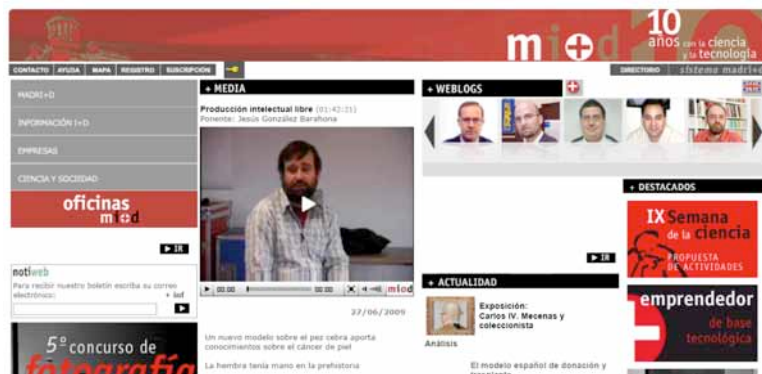 mi+d
10
años con la ciencia
y la tecnología
CONTACTO AYUDA MAPA REGISTRO SUSCRIPCIÓN
DIRECTORIO sistema madri+d
MADRI+D
INFORMACIÓN I+D
EMPRESAS
CIENCIA Y SOCIEDAD
oficinas
mi+d
IR
notiweb
Para recibir nuestro boletín escriba su correo
electrónico: + inf
5º concurso de
fotografía
+ MEDIA
Producción intelectual libre (01:42:21)
Ponente: Jesús González Barahona
00:00 00:00 mi+d
27/06/2009
Un nuevo modelo sobre el pez cebra aporta
conocimientos sobre el cáncer de piel
La hembra tenía mano en la prehistoria
+ WEBLOGS
IR
+ ACTUALIDAD
Exposición:
Carlos IV. Mecenas y
coleccionista
Análisis
El modelo español de donación y
+ DESTACADOS
IX Semana
de la ciencia
PROPUESTA
DE ACTIVIDADES
emprendedor
de base
tecnológica